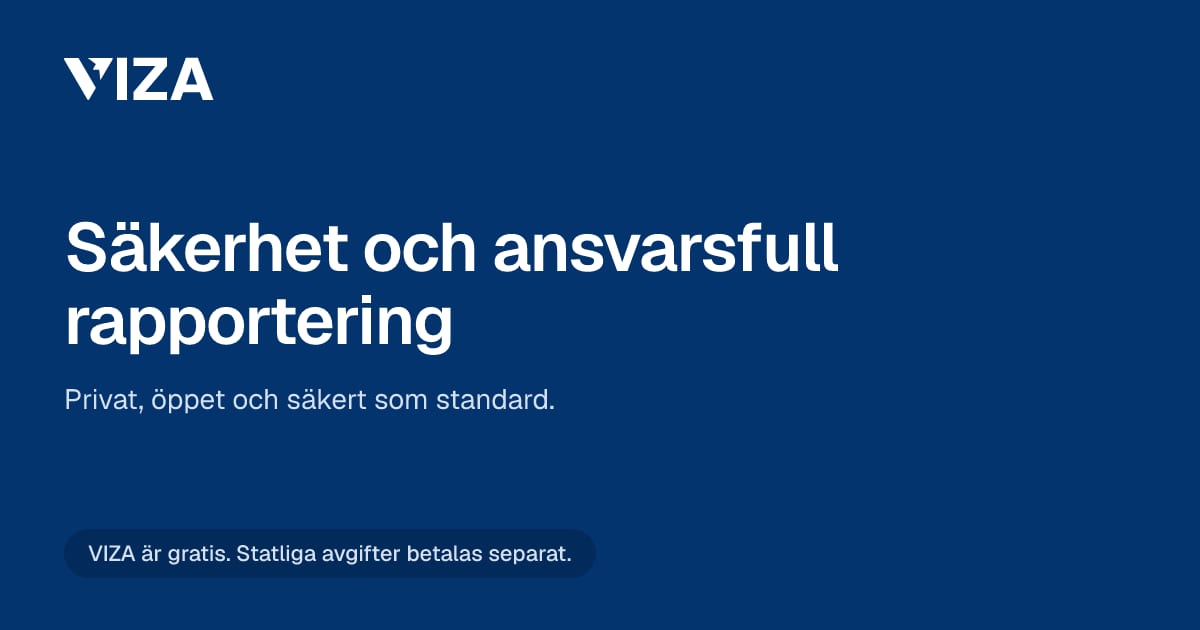 VIZA
Säkerhet och ansvarsfull
rapportering
Privat, öppet och säkert som standard.
VIZA är gratis. Statliga avgifter betalas separat.